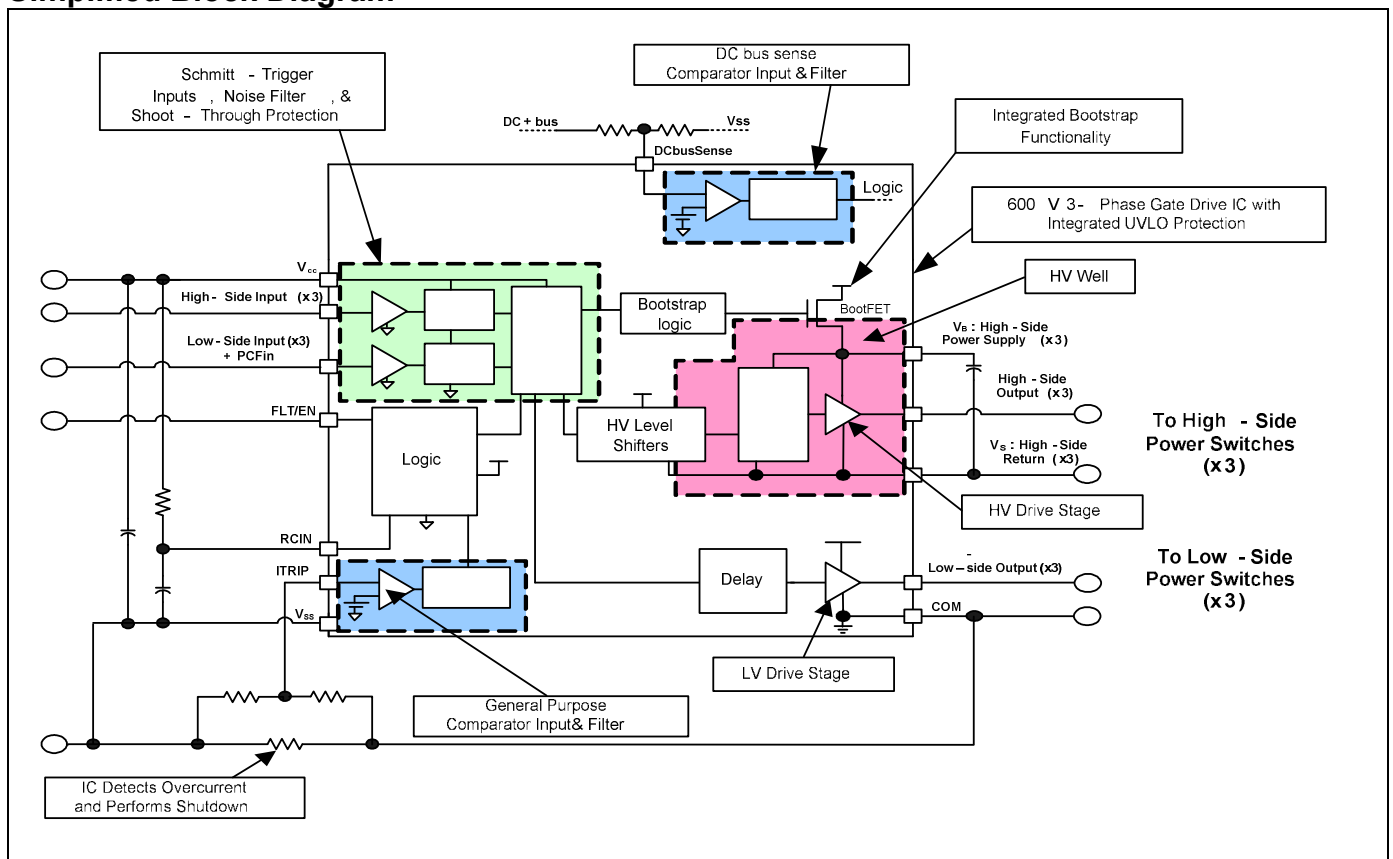 Simplified Block Diagram
DC bus sense
Comparator Input & Filter
Schmitt - Trigger
Inputs , Noise Filter , &
Shoot - Through Protection
DC + bus
Vss
DCbusSense
Integrated Bootstrap
Functionality
Logic
600 V 3- Phase Gate Drive IC with
Integrated UVLO Protection
Vcc
High- Side Input (x3)
Low-Side Input (x3)
+ PCFin
FLT/EN
Bootstrap
logic
BootFET
HV Well
VB : High - Side
Power Supply (x3)
High - Side
Output (x3)
VS : High - Side
Return (x3)
To High - Side
Power Switches
(x3)
HV Level
Shifters
Logic
HV Drive Stage
RCIN
ITRIP
VSS
Delay
-
Low–side Output (x3)
COM
To Low - Side
Power Switches
(x3)
LV Drive Stage
General Purpose
Comparator Input& Filter
IC Detects Overcurrent
and Performs Shutdown